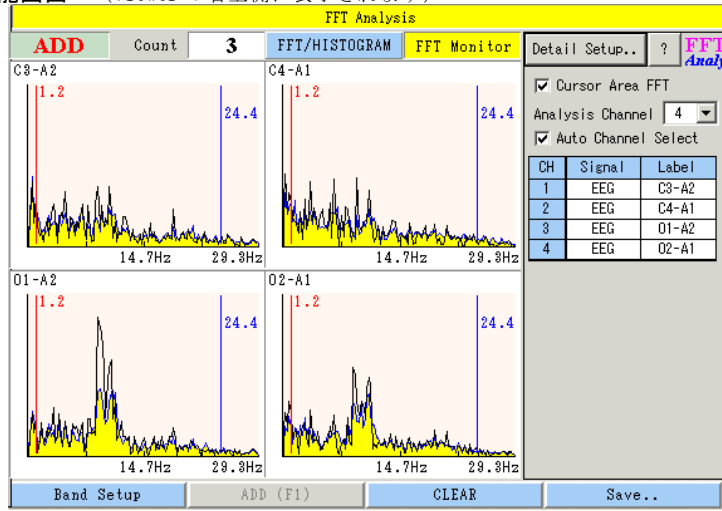 FFT Analysis
ADD Count 3 FFT/HISTOGRAM FFT Monitor Detail Setup.. ? FFT
C3-A2 C4-A1
1.2 1.2
24.4 24.4
14.7Hz 29.3Hz 14.7Hz 29.3Hz
O1-A2 O2-A1
1.2 1.2
24.4 24.4
14.7Hz 29.3Hz 14.7Hz 29.3Hz
Cursor Area FFT
Analysis Channel 4
Auto Channel Select
CH Signal Label
1 EEG C3-A2
2 EEG C4-A1
3 EEG O1-A2
4 EEG O2-A1
Band Setup ADD (F1) CLEAR Save..